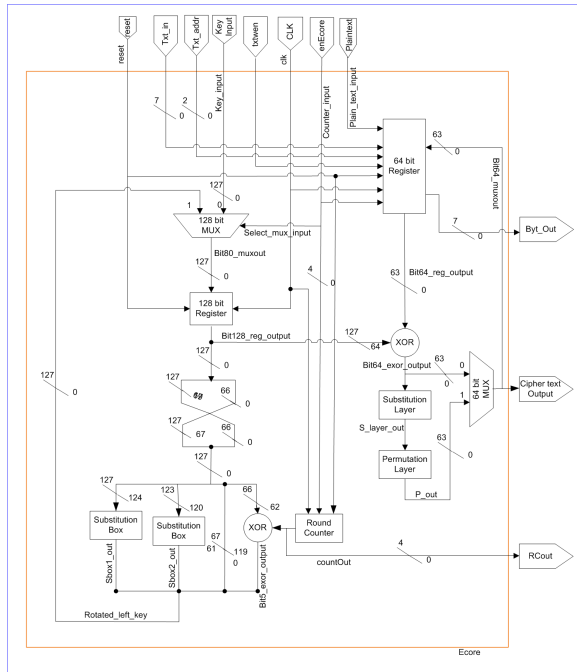 reset
Txt_in
Txt_addr
Key
Input
txtwen
CLK
enEcore
Plaintext
reset
clk
7
0
2
0
Key_input
Counter_input
Plain_text_input
63
0
Bit64_muxout
64 bit
Register
127
0
1
0
128 bit
MUX
Select_mux_input
7
0
Byt_Out
Bit80_muxout
127
0
4
0
63
0
Bit64_reg_output
128 bit
Register
Bit128_reg_output
127
64
XOR
127
0
Bit64_exor_output
63
0
0
1
64 bit
MUX
Cipher text
Output
127
0
127
66
0
Substitution
Layer
S_layer_out
127
67
66
0
Permutation
Layer
63
0
P_out
127
0
127
124
123
120
66
62
Substitution
Box
Substitution
Box
67
61
119
0
XOR
Round
Counter
countOut
4
0
RCout
Sbox1_out
Sbox2_out
Bit5_exor_output
Rotated_left_key
Ecore